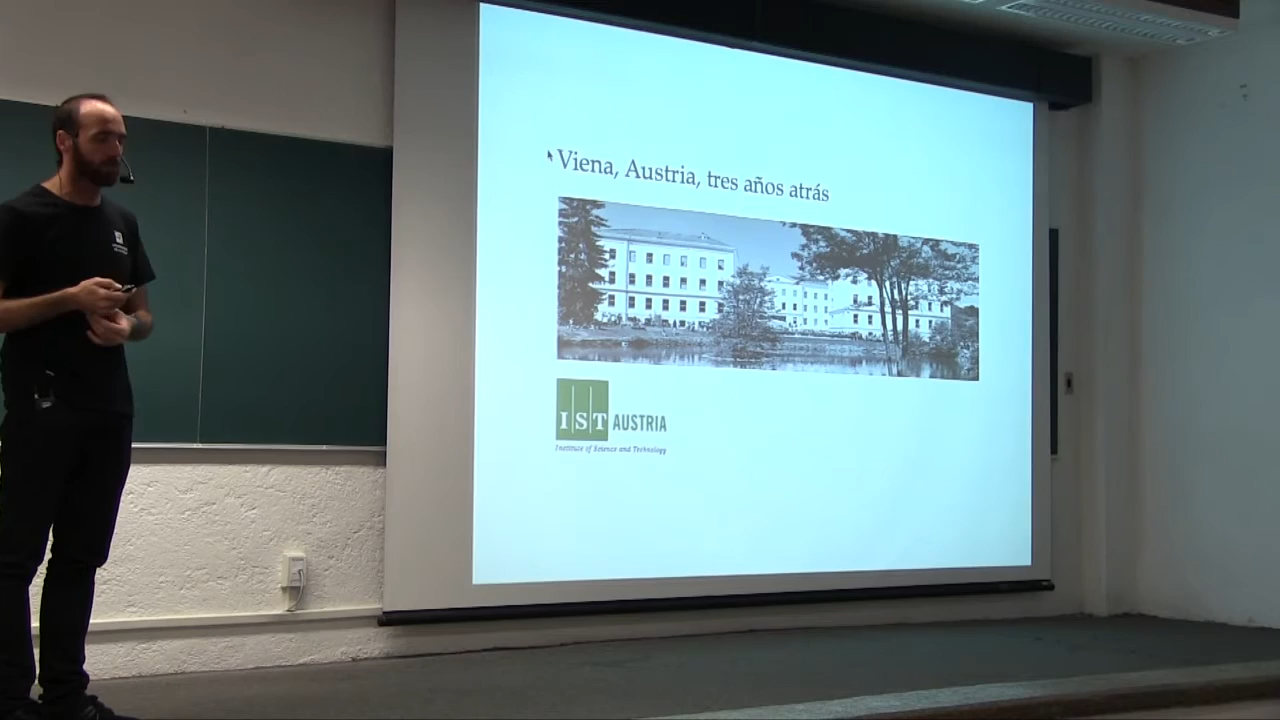 Viena, Austria, tres años atrás
IST AUSTRIA
Institute of Science and Technology